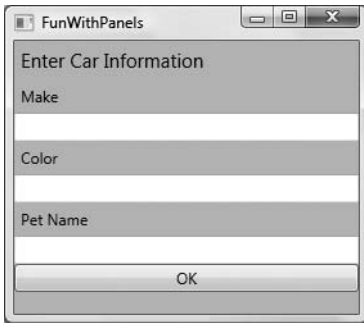 FunWithPanels
Enter Car Information
Make
Color
Pet Name
OK